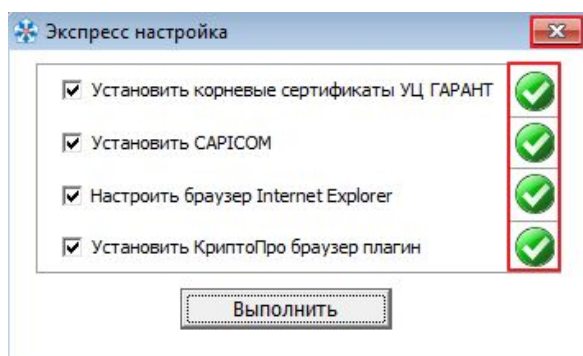 Экспресс настройка
Установить корневые сертификаты УЦ ГАРАНТ
Установить CAPICOM
Настроить браузер Internet Explorer
Установить КриптоПро браузер плагин
Выполнить